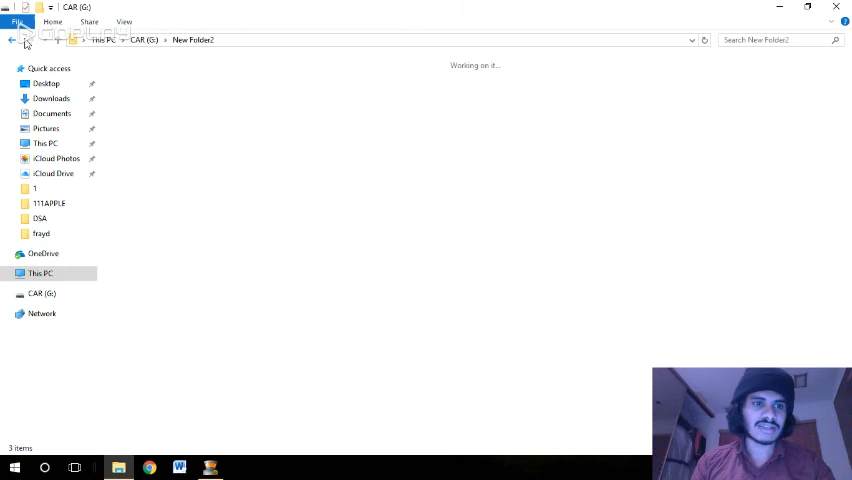 CAR (G:)
File
Home
Share
View
This PC > CAR (G:) > New Folder2
Search New Folder2
Quick access
Working on it...
Desktop
Downloads
Documents
Pictures
This PC
iCloud Photos
iCloud Drive
1
111APPLE
DSA
frayd
OneDrive
This PC
CAR (G:)
Network
3 items